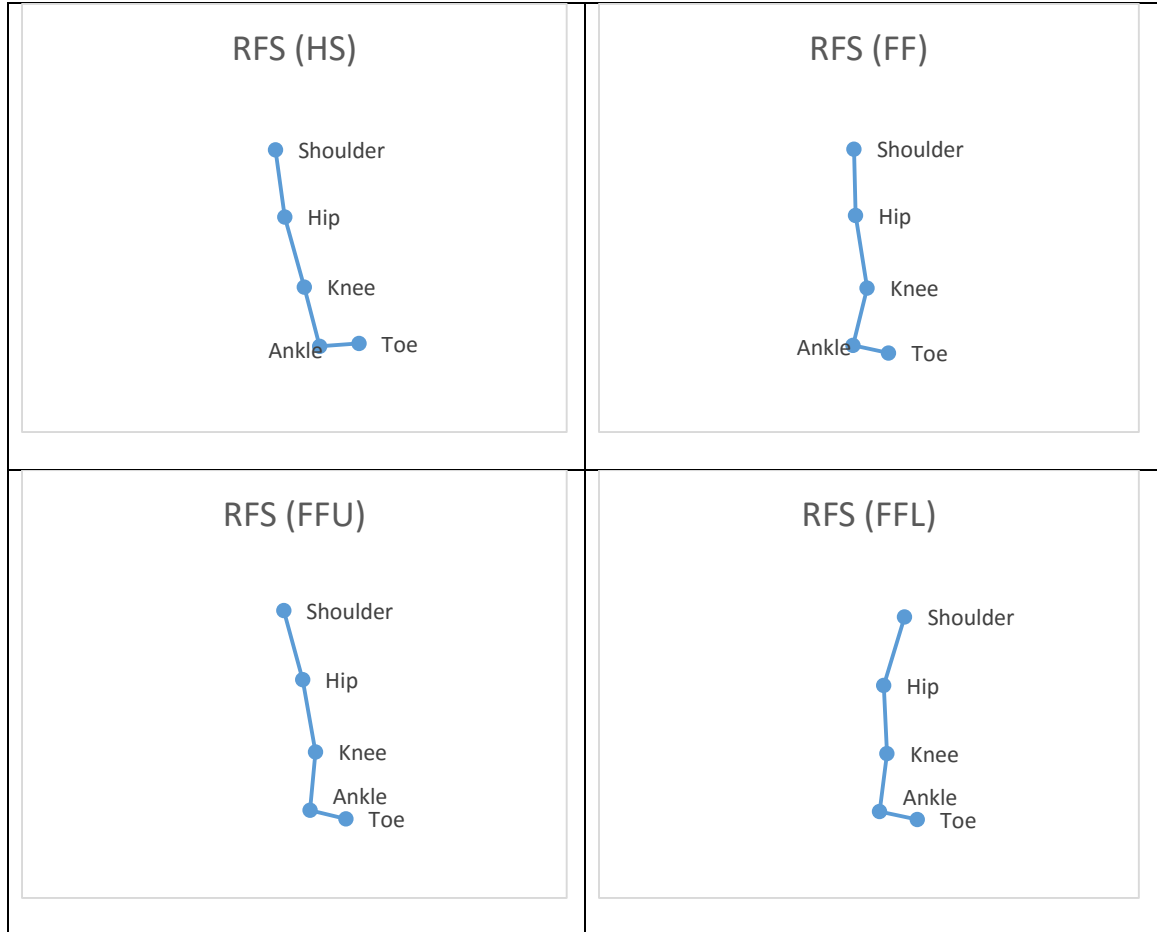 RFS (HS)
Shoulder
Hip
Knee
Ankle
Toe
RFS (FF)
Shoulder
Hip
Knee
Ankle
Toe
RFS (FFU)
Shoulder
Hip
Knee
Ankle
Toe
RFS (FFL)
Shoulder
Hip
Knee
Ankle
Toe